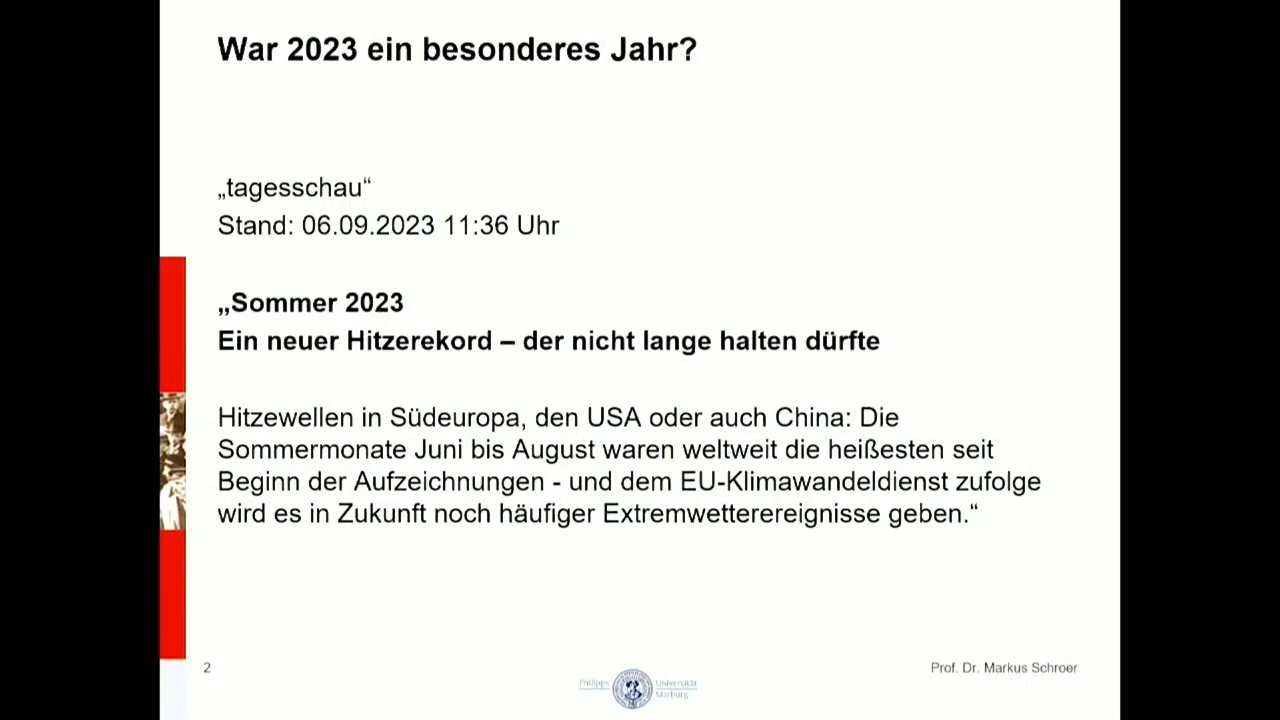 War 2023 ein besonderes Jahr?
„tagesschau“
Stand: 06.09.2023 11:36 Uhr
„Sommer 2023
Ein neuer Hitzerekord – der nicht lange halten dürfte
Hitzewellen in Südeuropa, den USA oder auch China: Die
Sommermonate Juni bis August waren weltweit die heißesten seit
Beginn der Aufzeichnungen - und dem EU-Klimawandeldienst zufolge
wird es in Zukunft noch häufiger Extremwetterereignisse geben.“
2
Prof. Dr. Markus Schroer
Philipps Universität
Marburg